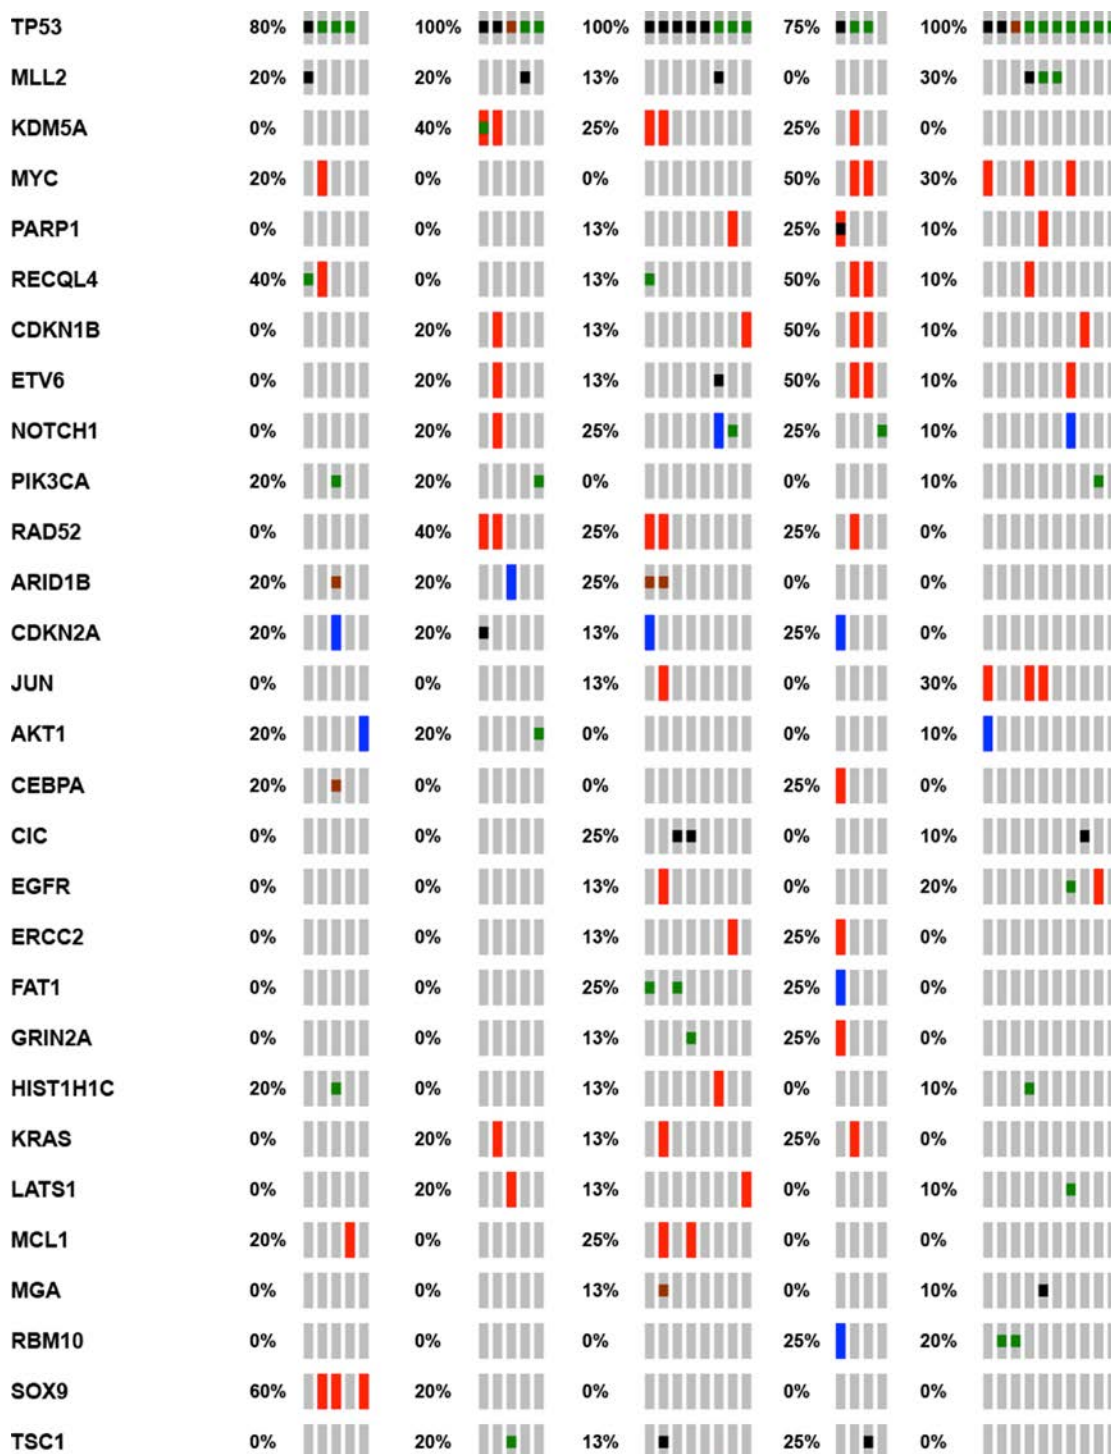 TP53 80% 100% 100% 75% 100%
MLL2 20% 20% 13% 0% 30%
KDM5A 0% 40% 25% 25% 0%
MYC 20% 0% 0% 50% 30%
PARP1 0% 0% 13% 25% 10%
RECQL4 40% 0% 13% 50% 10%
CDKN1B 0% 20% 13% 50% 10%
ETV6 0% 20% 13% 50% 10%
NOTCH1 0% 20% 25% 25% 10%
PIK3CA 20% 20% 0% 0% 10%
RAD52 0% 40% 25% 25% 0%
ARID1B 20% 20% 25% 0% 0%
CDKN2A 20% 20% 13% 25% 0%
JUN 0% 0% 13% 0% 30%
AKT1 20% 20% 0% 0% 10%
CEBPA 20% 0% 0% 25% 0%
CIC 0% 0% 25% 0% 10%
EGFR 0% 0% 13% 0% 20%
ERCC2 0% 0% 13% 25% 0%
FAT1 0% 0% 25% 25% 0%
GRIN2A 0% 0% 13% 25% 0%
HIST1H1C 20% 0% 13% 0% 10%
KRAS 0% 20% 13% 25% 0%
LATS1 0% 20% 13% 0% 10%
MCL1 20% 0% 25% 0% 0%
MGA 0% 0% 13% 0% 10%
RBM10 0% 0% 0% 25% 20%
SOX9 60% 20% 0% 0% 0%
TSC1 0% 20% 13% 25% 0%